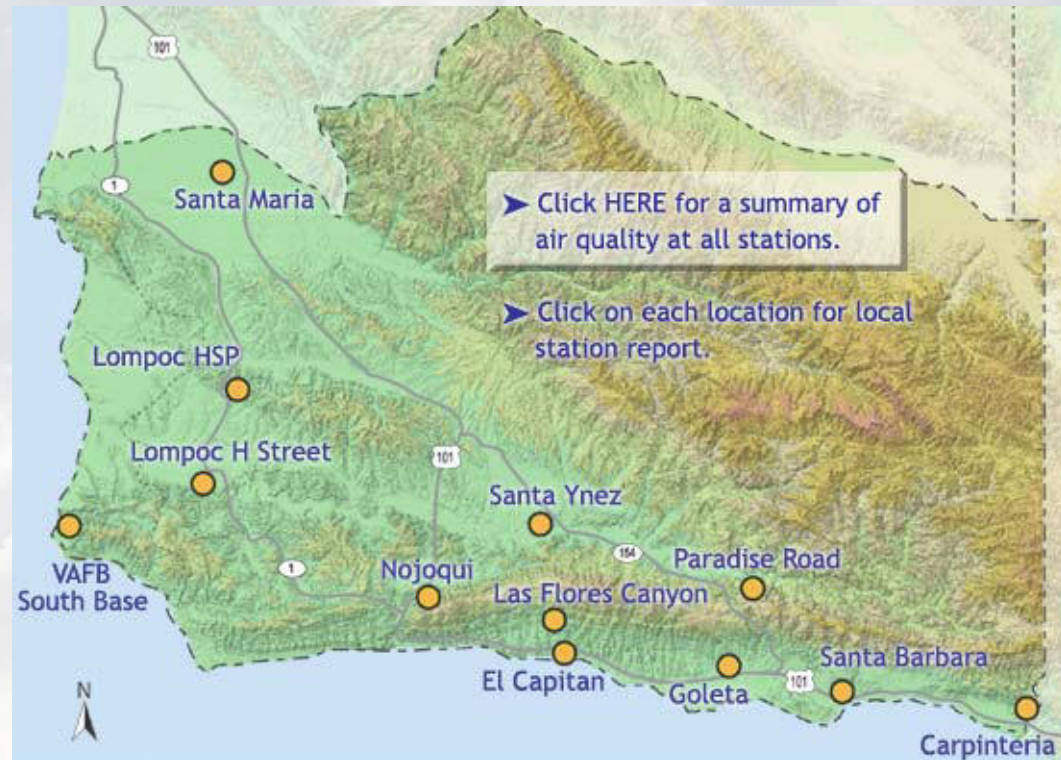 101
1
Santa Maria
➤ Click HERE for a summary of
air quality at all stations.
➤ Click on each location for local
station report.
Lompoc HSP
Lompoc H Street
101
Santa Ynez
VAFB
South Base
1
Nojoqui
154
Paradise Road
Las Flores Canyon
El Capitan
Goleta
101
Santa Barbara
Carpinteria
N